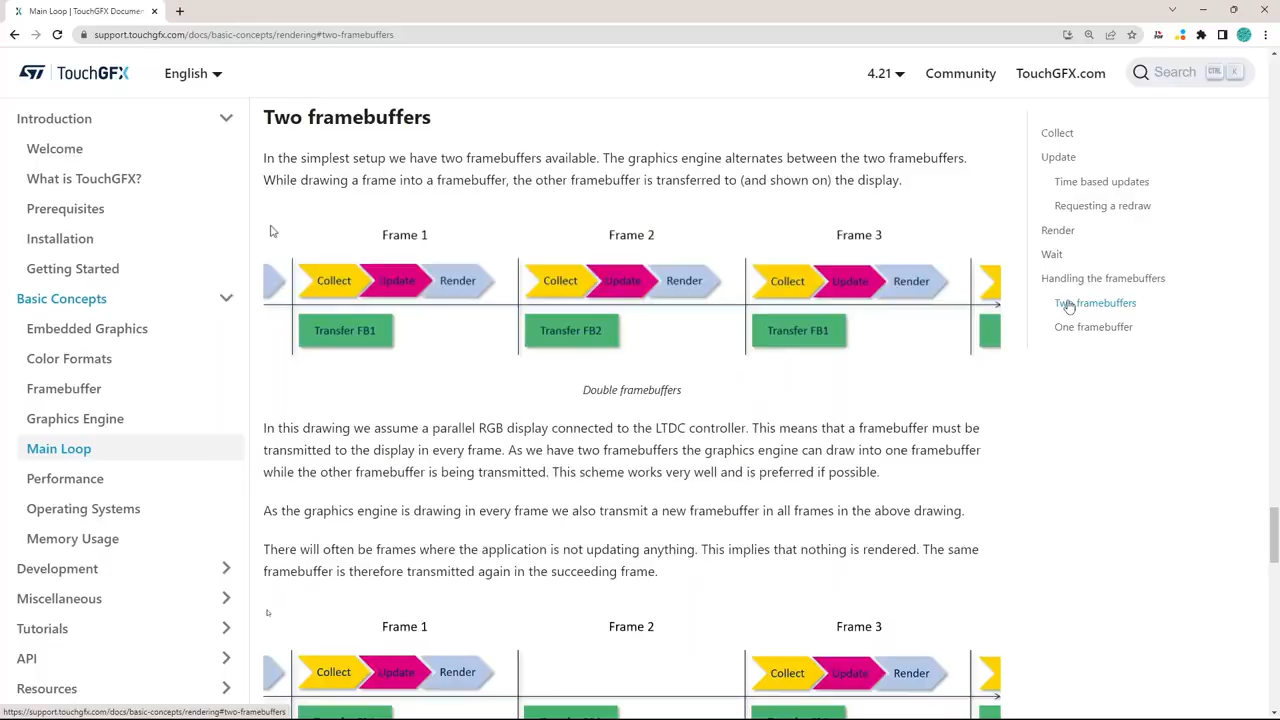 Main Loop | TouchGFX Documen
support.touchgfx.com/docs/basic-concepts/rendering#two-framebuffers
TouchGFX
English
4.21
Community
TouchGFX.com
Search
CTRL
K
Introduction
Welcome
What is TouchGFX?
Prerequisites
Installation
Getting Started
Basic Concepts
Embedded Graphics
Color Formats
Framebuffer
Graphics Engine
Main Loop
Performance
Operating Systems
Memory Usage
Development
Miscellaneous
Tutorials
API
Resources
Two framebuffers
In the simplest setup we have two framebuffers available. The graphics engine alternates between the two framebuffers.
While drawing a frame into a framebuffer, the other framebuffer is transferred to (and shown on) the display.
Frame 1 Frame 2 Frame 3
Collect Update Render Collect Update Render Collect Update Render
Transfer FB1 Transfer FB2 Transfer FB1
Double framebuffers
In this drawing we assume a parallel RGB display connected to the LTDC controller. This means that a framebuffer must be
transmitted to the display in every frame. As we have two framebuffers the graphics engine can draw into one framebuffer
while the other framebuffer is being transmitted. This scheme works very well and is preferred if possible.
As the graphics engine is drawing in every frame we also transmit a new framebuffer in all frames in the above drawing.
There will often be frames where the application is not updating anything. This implies that nothing is rendered. The same
framebuffer is therefore transmitted again in the succeeding frame.
Frame 1 Frame 2 Frame 3
Collect Update Render Collect Update Render
Collect
Update
Time based updates
Requesting a redraw
Render
Wait
Handling the framebuffers
Two framebuffers
One framebuffer
https://support.touchgfx.com/docs/basic-concepts/rendering#two-framebuffers